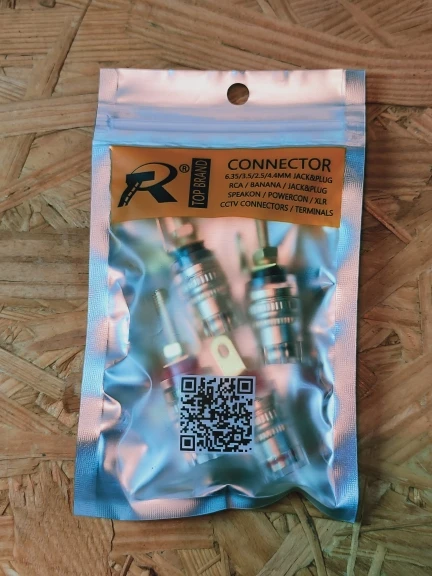 R®
TOP BRAND
CONNECTOR
6.35/3.5/2.5/4.4MM JACK&PLUG
RCA / BANANA / JACK&PLUG
SPEAKON / POWERCON / XLR
CCTV CONNECTORS / TERMINALS